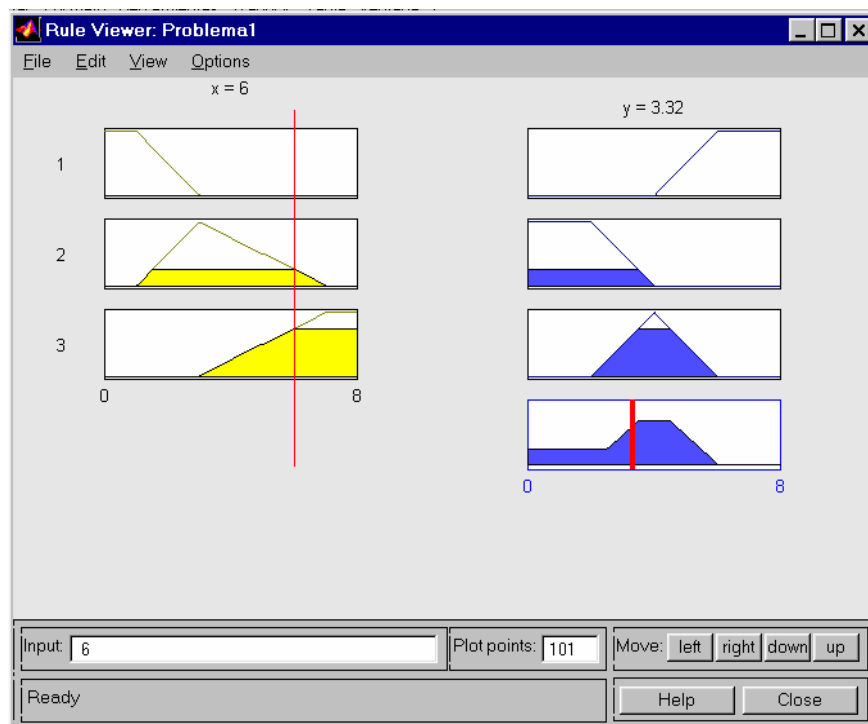 Rule Viewer: Problema1
File Edit View Options
x = 6
y = 3.32
1
2
3
0 8
0 8
Input: 6 Plot points: 101 Move: left right down up
Ready Help Close